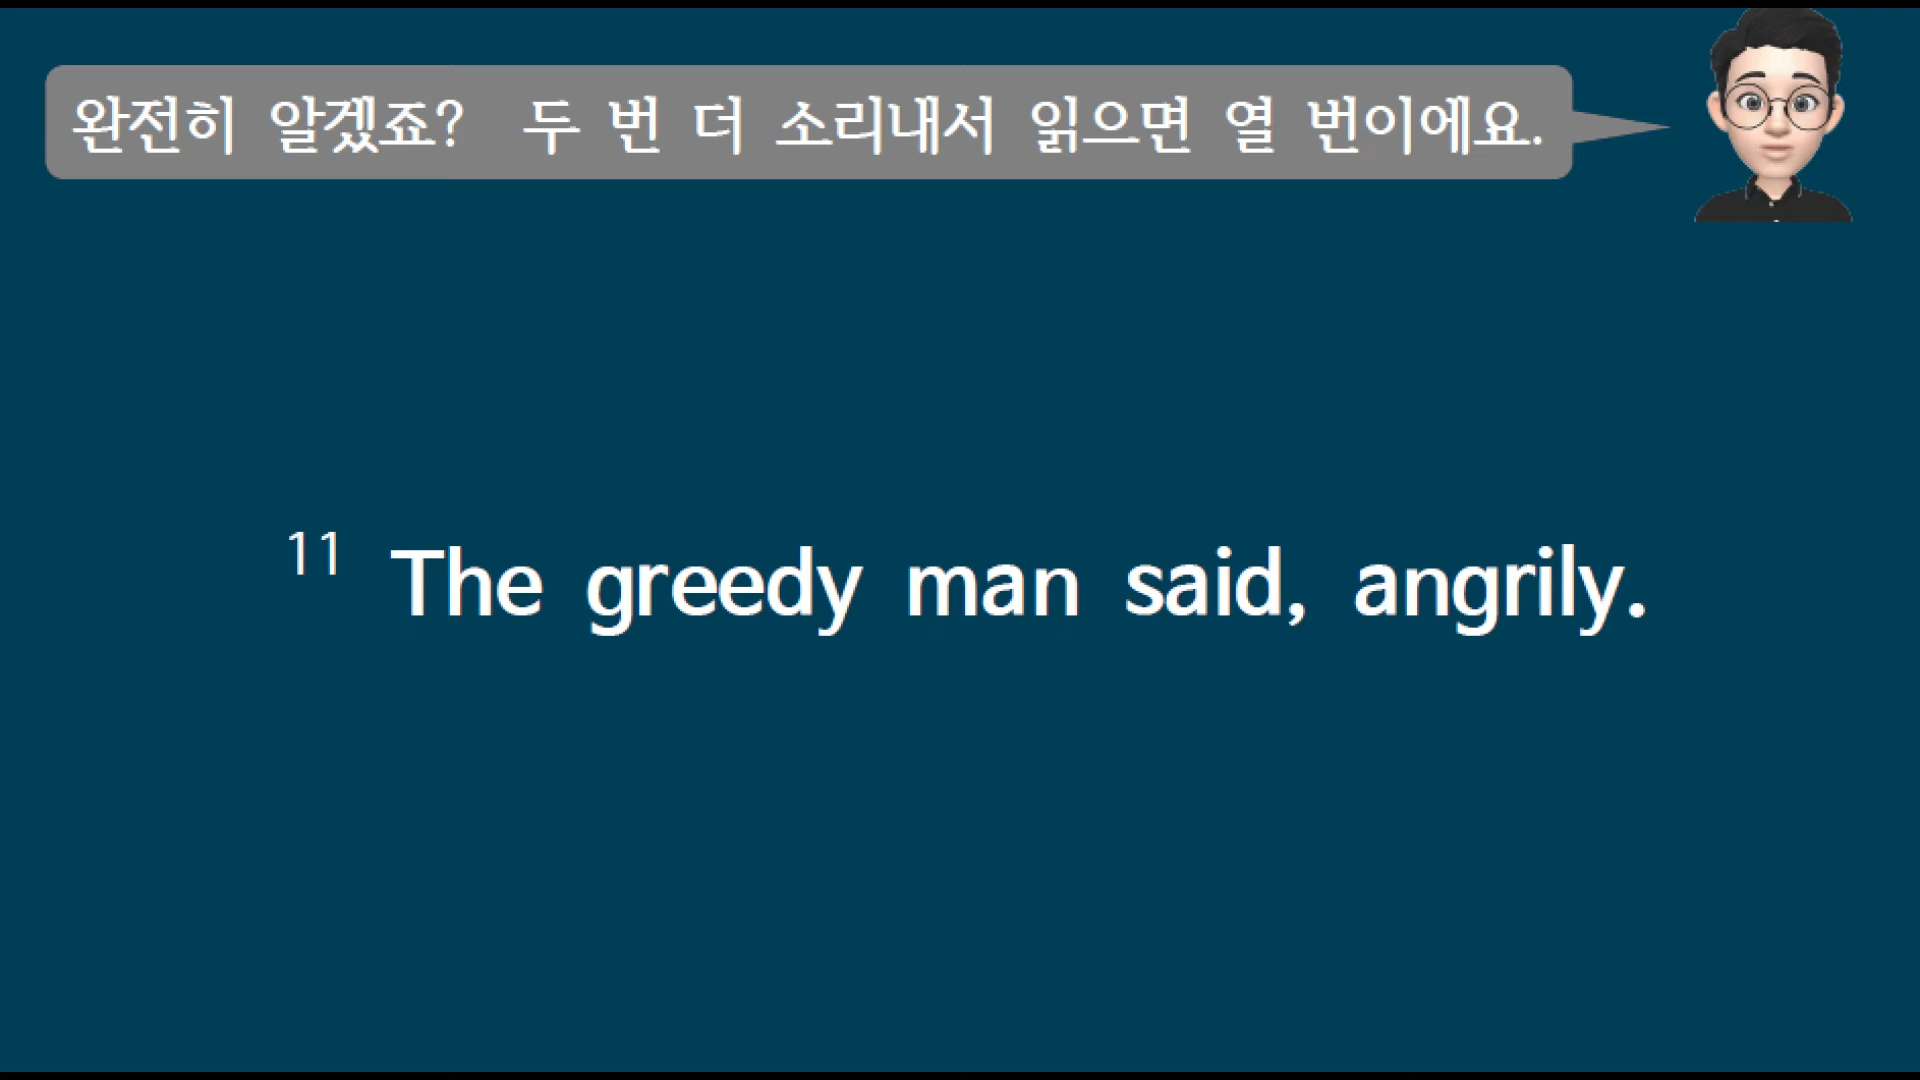 완전히 알겠죠? 두 번 더 소리내서 읽으면 열 번이에요.
11 The greedy man said, angrily.